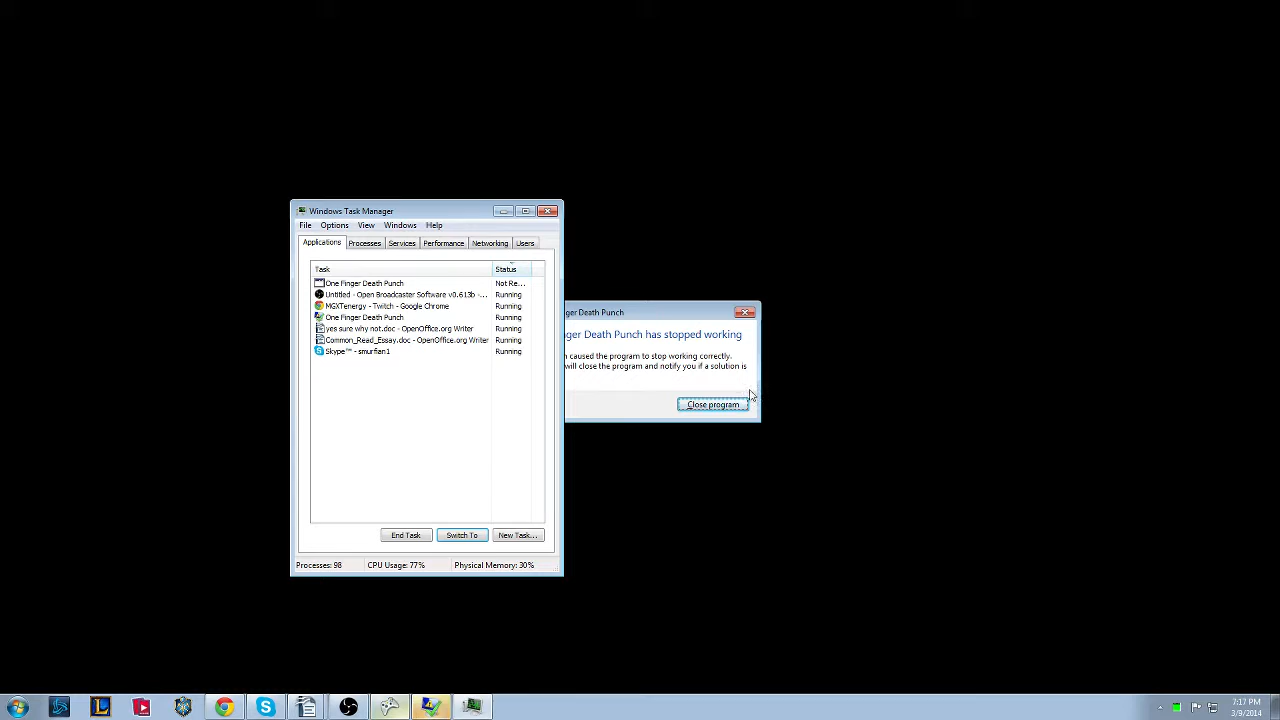 Windows Task Manager
File Options View Windows Help
Applications Processes Services Performance Networking Users
Task Status
One Finger Death Punch Not Re...
Untitled - Open Broadcaster Software v0.613b -... Running
MGXTenergy - Twitch - Google Chrome Running
One Finger Death Punch Running
yes sure why not.doc - OpenOffice.org Writer Running
Common_Read_Essay.doc - OpenOffice.org Writer Running
Skype™ - smurfian1 Running
End Task Switch To New Task...
Processes: 98 CPU Usage: 77% Physical Memory: 30%
ger Death Punch
ger Death Punch has stopped working
caused the program to stop working correctly.
will close the program and notify you if a solution is
Close program
L
7:17 PM
3/9/2014